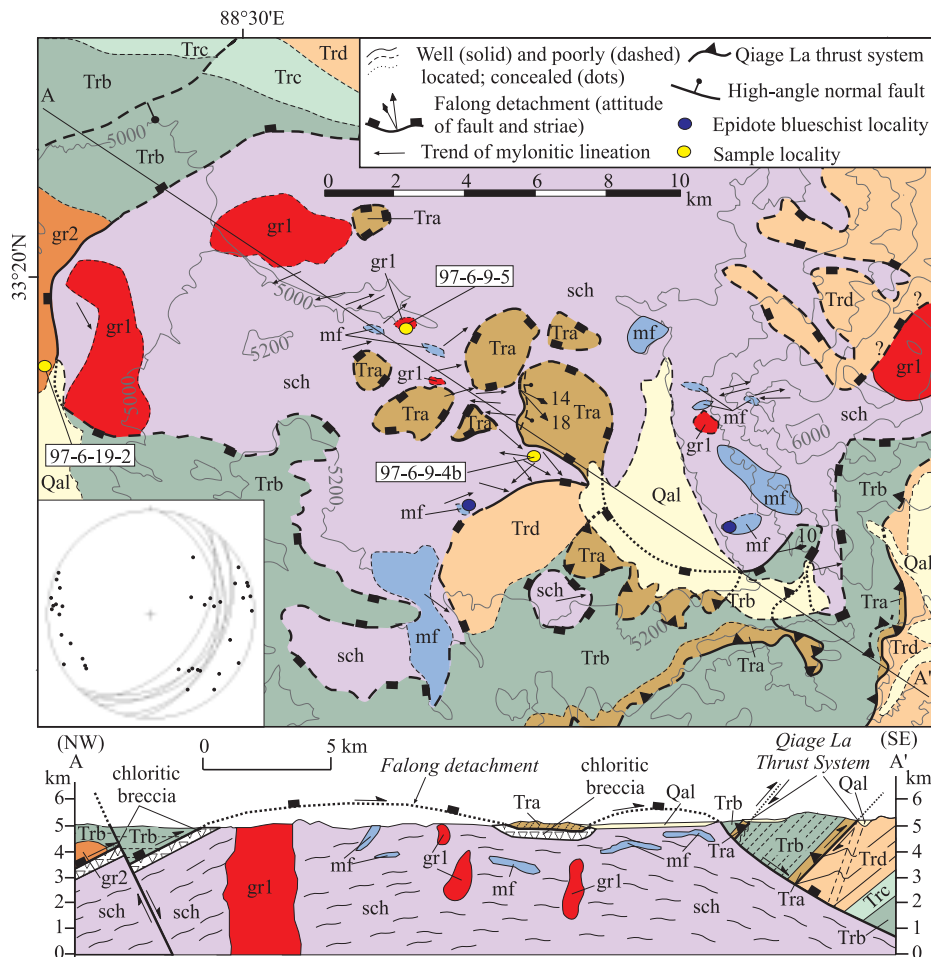 88°30'E
33°20'N
Well (solid) and poorly (dashed)
located; concealed (dots)
Falong detachment (attitude
of fault and striae)
Trend of mylonitic lineation
Qiage La thrust system
High-angle normal fault
Epidote blueschist locality
Sample locality
0 2 4 6 8 10
km
Trc
Trd
Trb
Trc
A
5000
Trb
gr2
gr1
Tra
gr1
97-6-9-5
sch
5000
Trd
?
gr1
mf
5200
Tra
Tra
mf
?
gr1
5000
sch
Tra
gr1
Tra
Tra
14
18
Tra
mf
sch
gr1
6000
97-6-19-2
97-6-9-4b
5200
Trb
Qal
Qal
mf
Trb
mf
Trd
mf
10
Qal
Tra
Tra
sch
Trb
mf
5200
sch
Trb
Tra
Trd
A'
(NW)
A
km
0 5 km
(SE)
A'
km
Qiage La
Thrust System
chloritic
breccia
Falong detachment
chloritic
breccia
Tra
Qal
Trb
Qal
6
5
4
3
2
1
0
Trb
Trb
gr2
sch
sch
gr1
mf
sch
gr1
mf
gr1
mf
sch
Tra
Trb
Trd
Trc
Trb
6
5
4
3
2
1
0